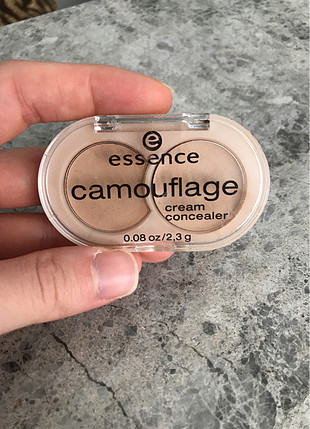 e
essence
camouflage
cream
concealer
0.08 oz/2,3 g